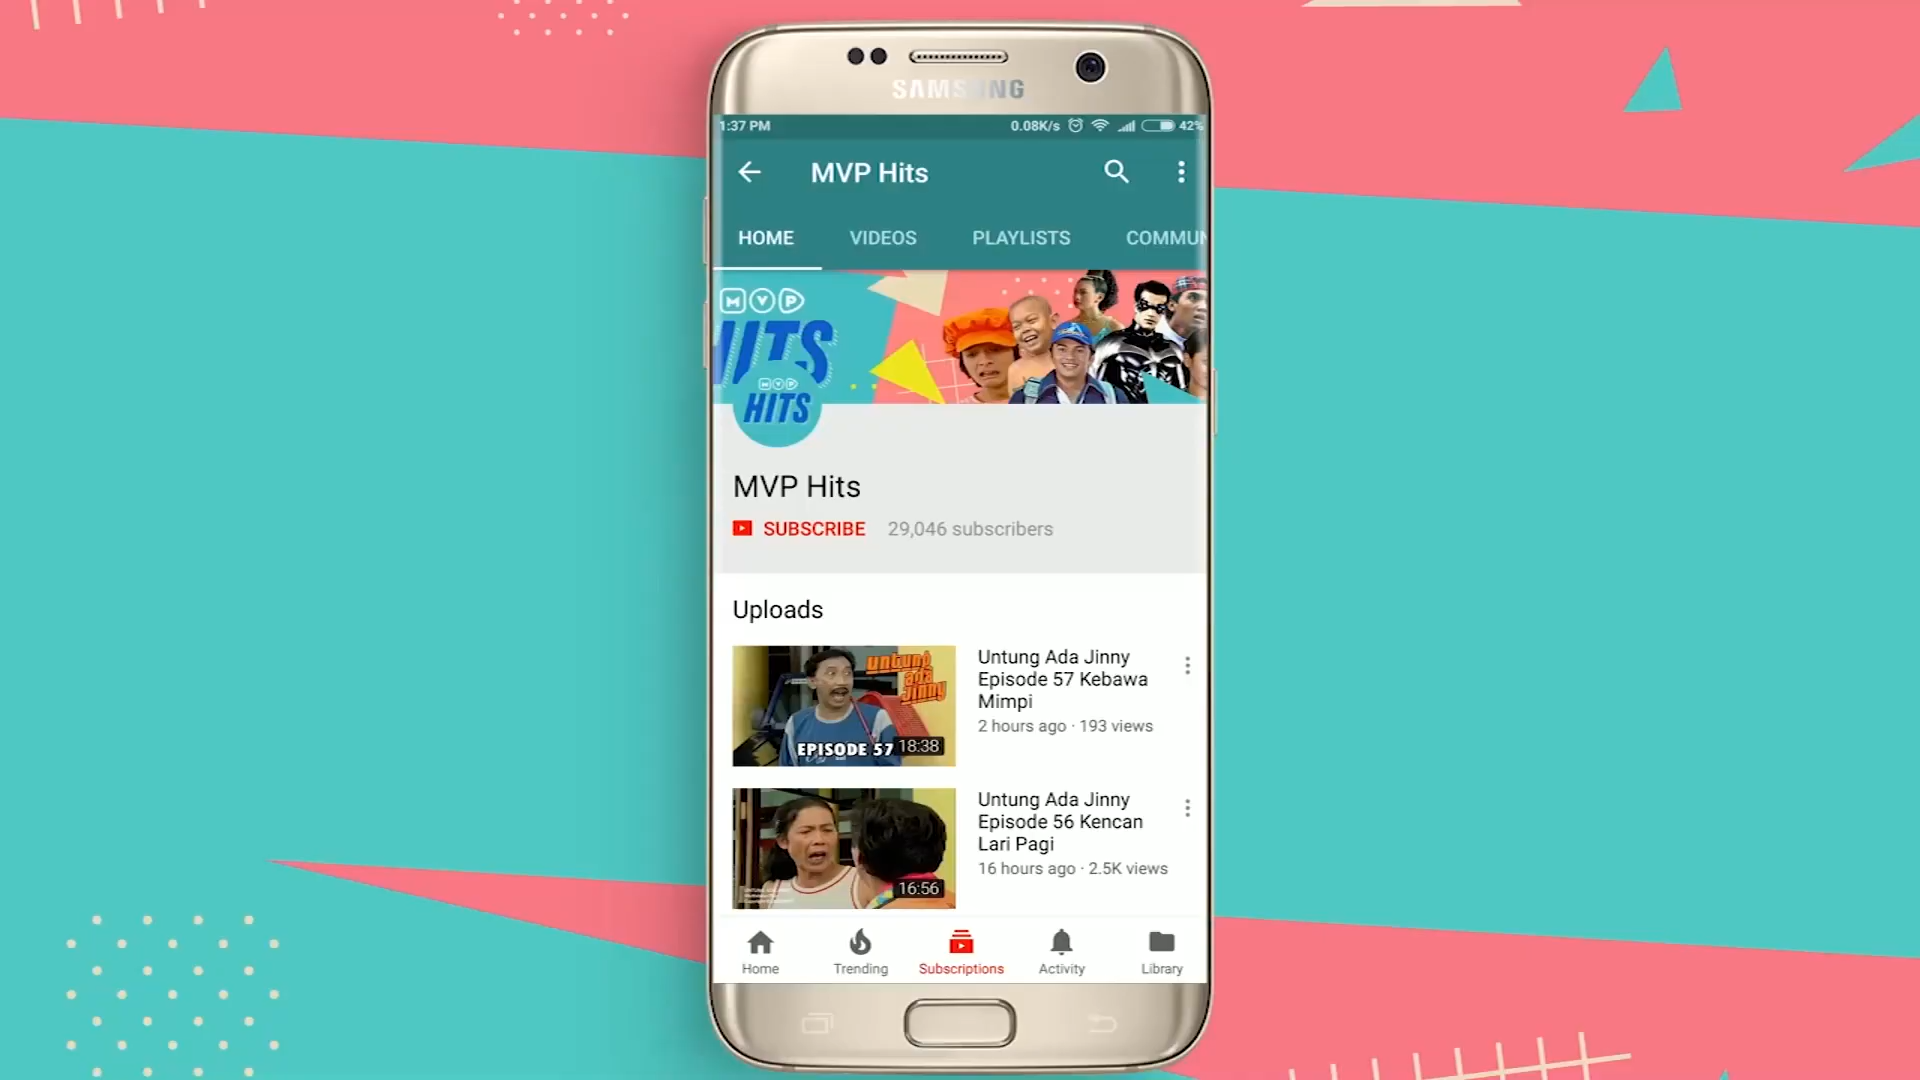 SAMSUNG
1:37 PM 0.08K/s 42%
MVP Hits
HOME VIDEOS PLAYLISTS COMMUN
MVP
HITS
MVP
HITS
MVP Hits
SUBSCRIBE 29,046 subscribers
Uploads
untung
ada
jinny
EPISODE 57 18:38
Untung Ada Jinny
Episode 57 Kebawa
Mimpi
2 hours ago · 193 views
16:56
Untung Ada Jinny
Episode 56 Kencan
Lari Pagi
16 hours ago · 2.5K views
Home Trending Subscriptions Activity Library